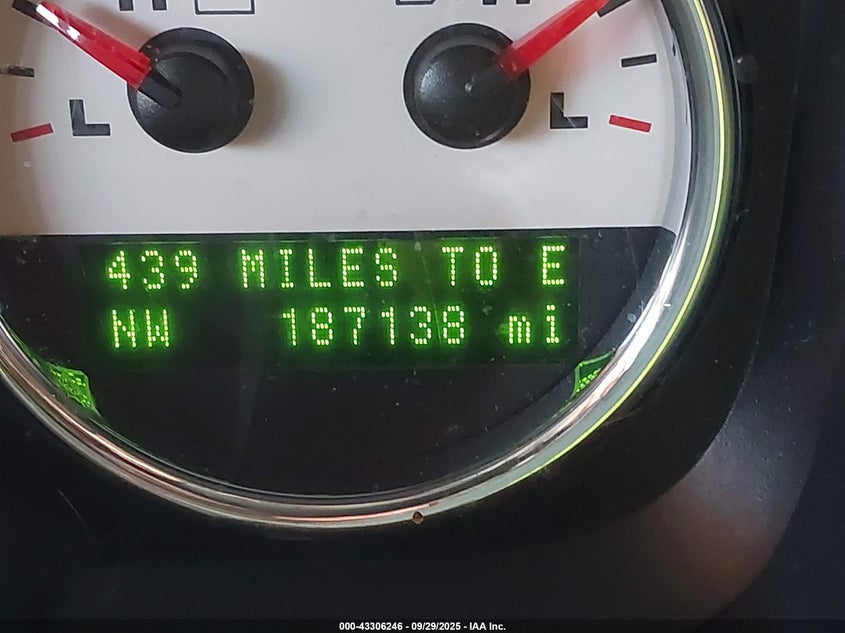 L L
439 MILES TO E
NW 187138 mi
000-43306246 - 09/29/2025 - IAA Inc.